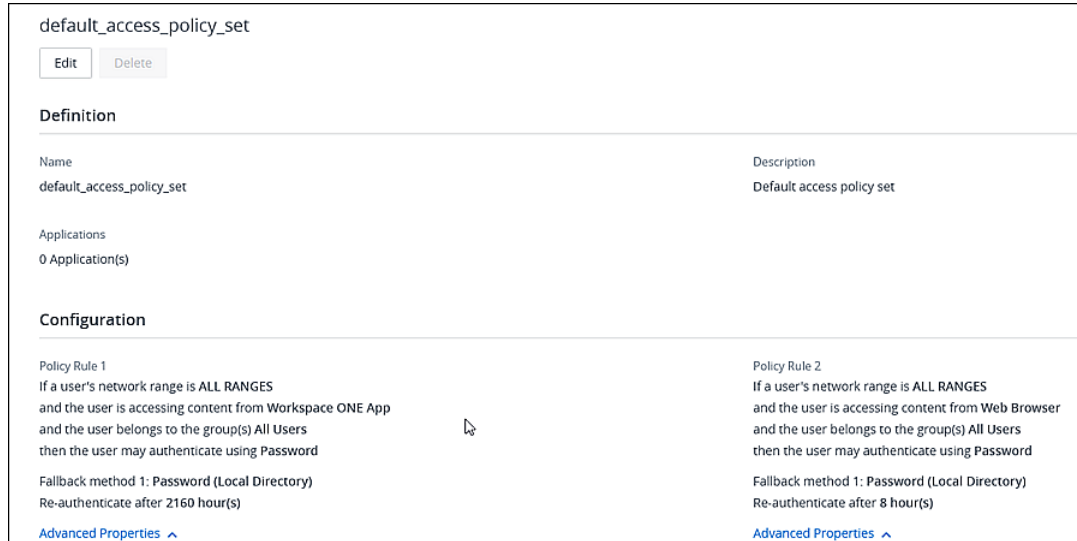 default_access_policy_set
Edit
Delete
Definition
Name
default_access_policy_set
Description
Default access policy set
Applications
0 Application(s)
Configuration
Policy Rule 1
If a user's network range is ALL RANGES
and the user is accessing content from Workspace ONE App
and the user belongs to the group(s) All Users
then the user may authenticate using Password
Fallback method 1: Password (Local Directory)
Re-authenticate after 2160 hour(s)
Advanced Properties
Policy Rule 2
If a user's network range is ALL RANGES
and the user is accessing content from Web Browser
and the user belongs to the group(s) All Users
then the user may authenticate using Password
Fallback method 1: Password (Local Directory)
Re-authenticate after 8 hour(s)
Advanced Properties